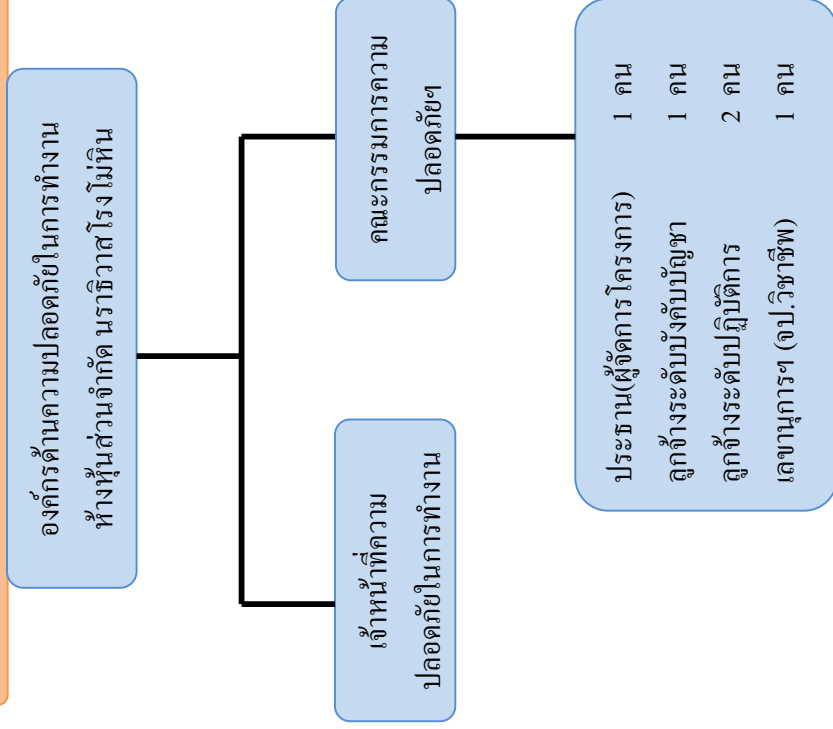 องค์กรด้านความปลอดภัยในการทำงาน
ห้างหุ้นส่วนจำกัด นราธิวาสโรงโม่หิน
เจ้าหน้าที่ความ
ปลอดภัยในการทำงาน
คณะกรรมการความ
ปลอดภัยฯ
ประธาน(ผู้จัดการโครงการ) 1 คน
ลูกจ้างระดับบังคับบัญชา 1 คน
ลูกจ้างระดับปฏิบัติการ 2 คน
เลขานุการฯ (จป.วิชาชีพ) 1 คน